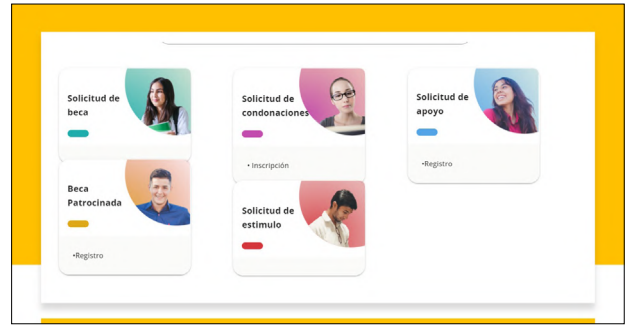 Solicitud de
beca
Solicitud de
condonaciones
• Inscripción
Solicitud de
apoyo
•Registro
Beca
Patrocinada
•Registro
Solicitud de
estimulo